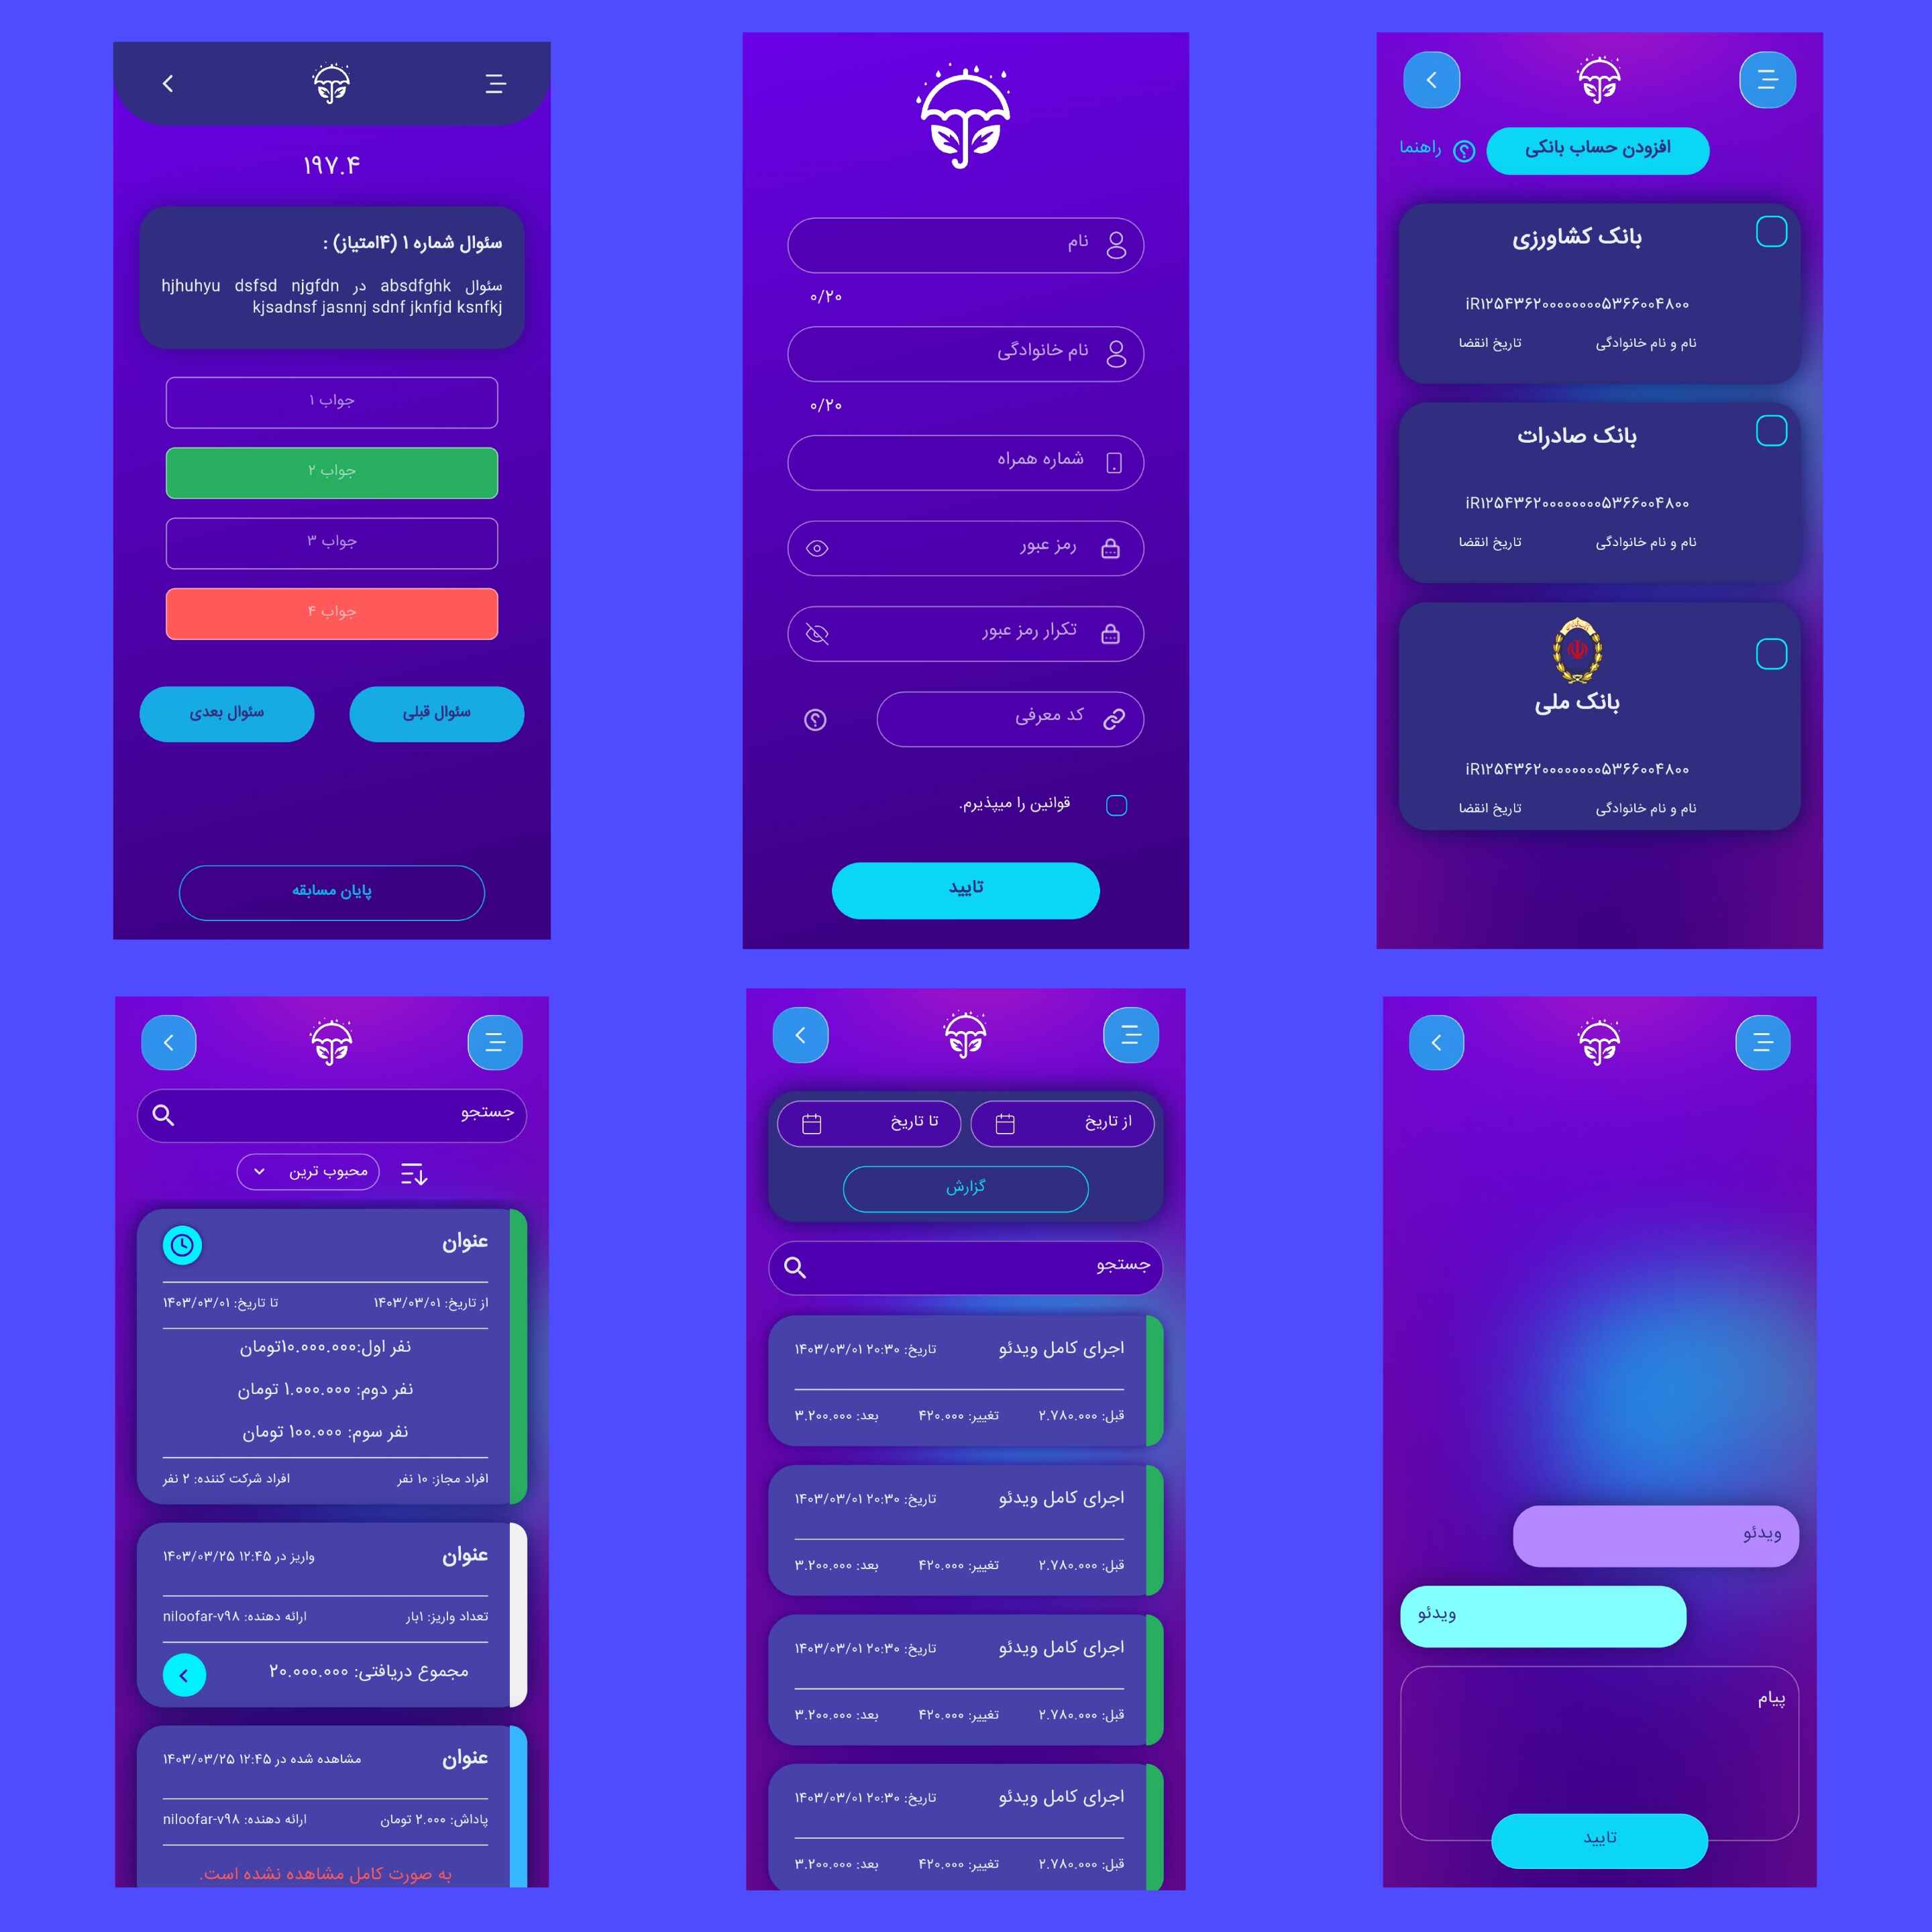 ۱۹۷.۴
سئوال شماره ۱ (۴امتیاز) :
سئوال absdfghk در hjhuhyu dsfsd njgfdn
kjsadnsf jasnnj sdnf jknfjd ksnfkj
جواب ۱
جواب ۲
جواب ۳
جواب ۴
سئوال قبلی
سئوال بعدی
پایان مسابقه
نام
۰/۲۰
نام خانوادگی
۰/۲۰
شماره همراه
رمز عبور
تکرار رمز عبور
کد معرفی
قوانین را میپذیرم.
تایید
افزودن حساب بانکی
راهنما
بانک کشاورزی
iR۱۲۵۴۳۶۲۰۰۰۰۰۰۰۰۵۳۶۶۰۰۴۸۰۰
نام و نام خانوادگی تاریخ انقضا
بانک صادرات
iR۱۲۵۴۳۶۲۰۰۰۰۰۰۰۰۵۳۶۶۰۰۴۸۰۰
نام و نام خانوادگی تاریخ انقضا
بانک ملی
iR۱۲۵۴۳۶۲۰۰۰۰۰۰۰۰۵۳۶۶۰۰۴۸۰۰
نام و نام خانوادگی تاریخ انقضا
جستجو
محبوب ترین
عنوان
از تاریخ: ۱۴۰۳/۰۳/۰۱ تا تاریخ: ۱۴۰۳/۰۳/۰۱
نفر اول:۱۰.۰۰۰.۰۰۰تومان
نفر دوم: ۱.۰۰۰.۰۰۰ تومان
نفر سوم: ۱۰۰.۰۰۰ تومان
افراد مجاز: ۱۰ نفر افراد شرکت کننده: ۲ نفر
عنوان واریز در ۱۲:۴۵ ۱۴۰۳/۰۳/۲۵
تعداد واریز: ۱بار ارائه دهنده: niloofar-v۹۸
مجموع دریافتی: ۲۰.۰۰۰.۰۰۰
عنوان مشاهده شده در ۱۲:۴۵ ۱۴۰۳/۰۳/۲۵
پاداش: ۲.۰۰۰ تومان ارائه دهنده: niloofar-v۹۸
به صورت کامل مشاهده نشده است.
از تاریخ تا تاریخ
گزارش
جستجو
اجرای کامل ویدئو تاریخ: ۲۰:۳۰ ۱۴۰۳/۰۳/۰۱
قبل: ۲.۷۸۰.۰۰۰ تغییر: ۴۲۰.۰۰۰ بعد: ۳.۲۰۰.۰۰۰
اجرای کامل ویدئو تاریخ: ۲۰:۳۰ ۱۴۰۳/۰۳/۰۱
قبل: ۲.۷۸۰.۰۰۰ تغییر: ۴۲۰.۰۰۰ بعد: ۳.۲۰۰.۰۰۰
اجرای کامل ویدئو تاریخ: ۲۰:۳۰ ۱۴۰۳/۰۳/۰۱
قبل: ۲.۷۸۰.۰۰۰ تغییر: ۴۲۰.۰۰۰ بعد: ۳.۲۰۰.۰۰۰
اجرای کامل ویدئو تاریخ: ۲۰:۳۰ ۱۴۰۳/۰۳/۰۱
قبل: ۲.۷۸۰.۰۰۰ تغییر: ۴۲۰.۰۰۰ بعد: ۳.۲۰۰.۰۰۰
ویدئو
ویدئو
پیام
تایید